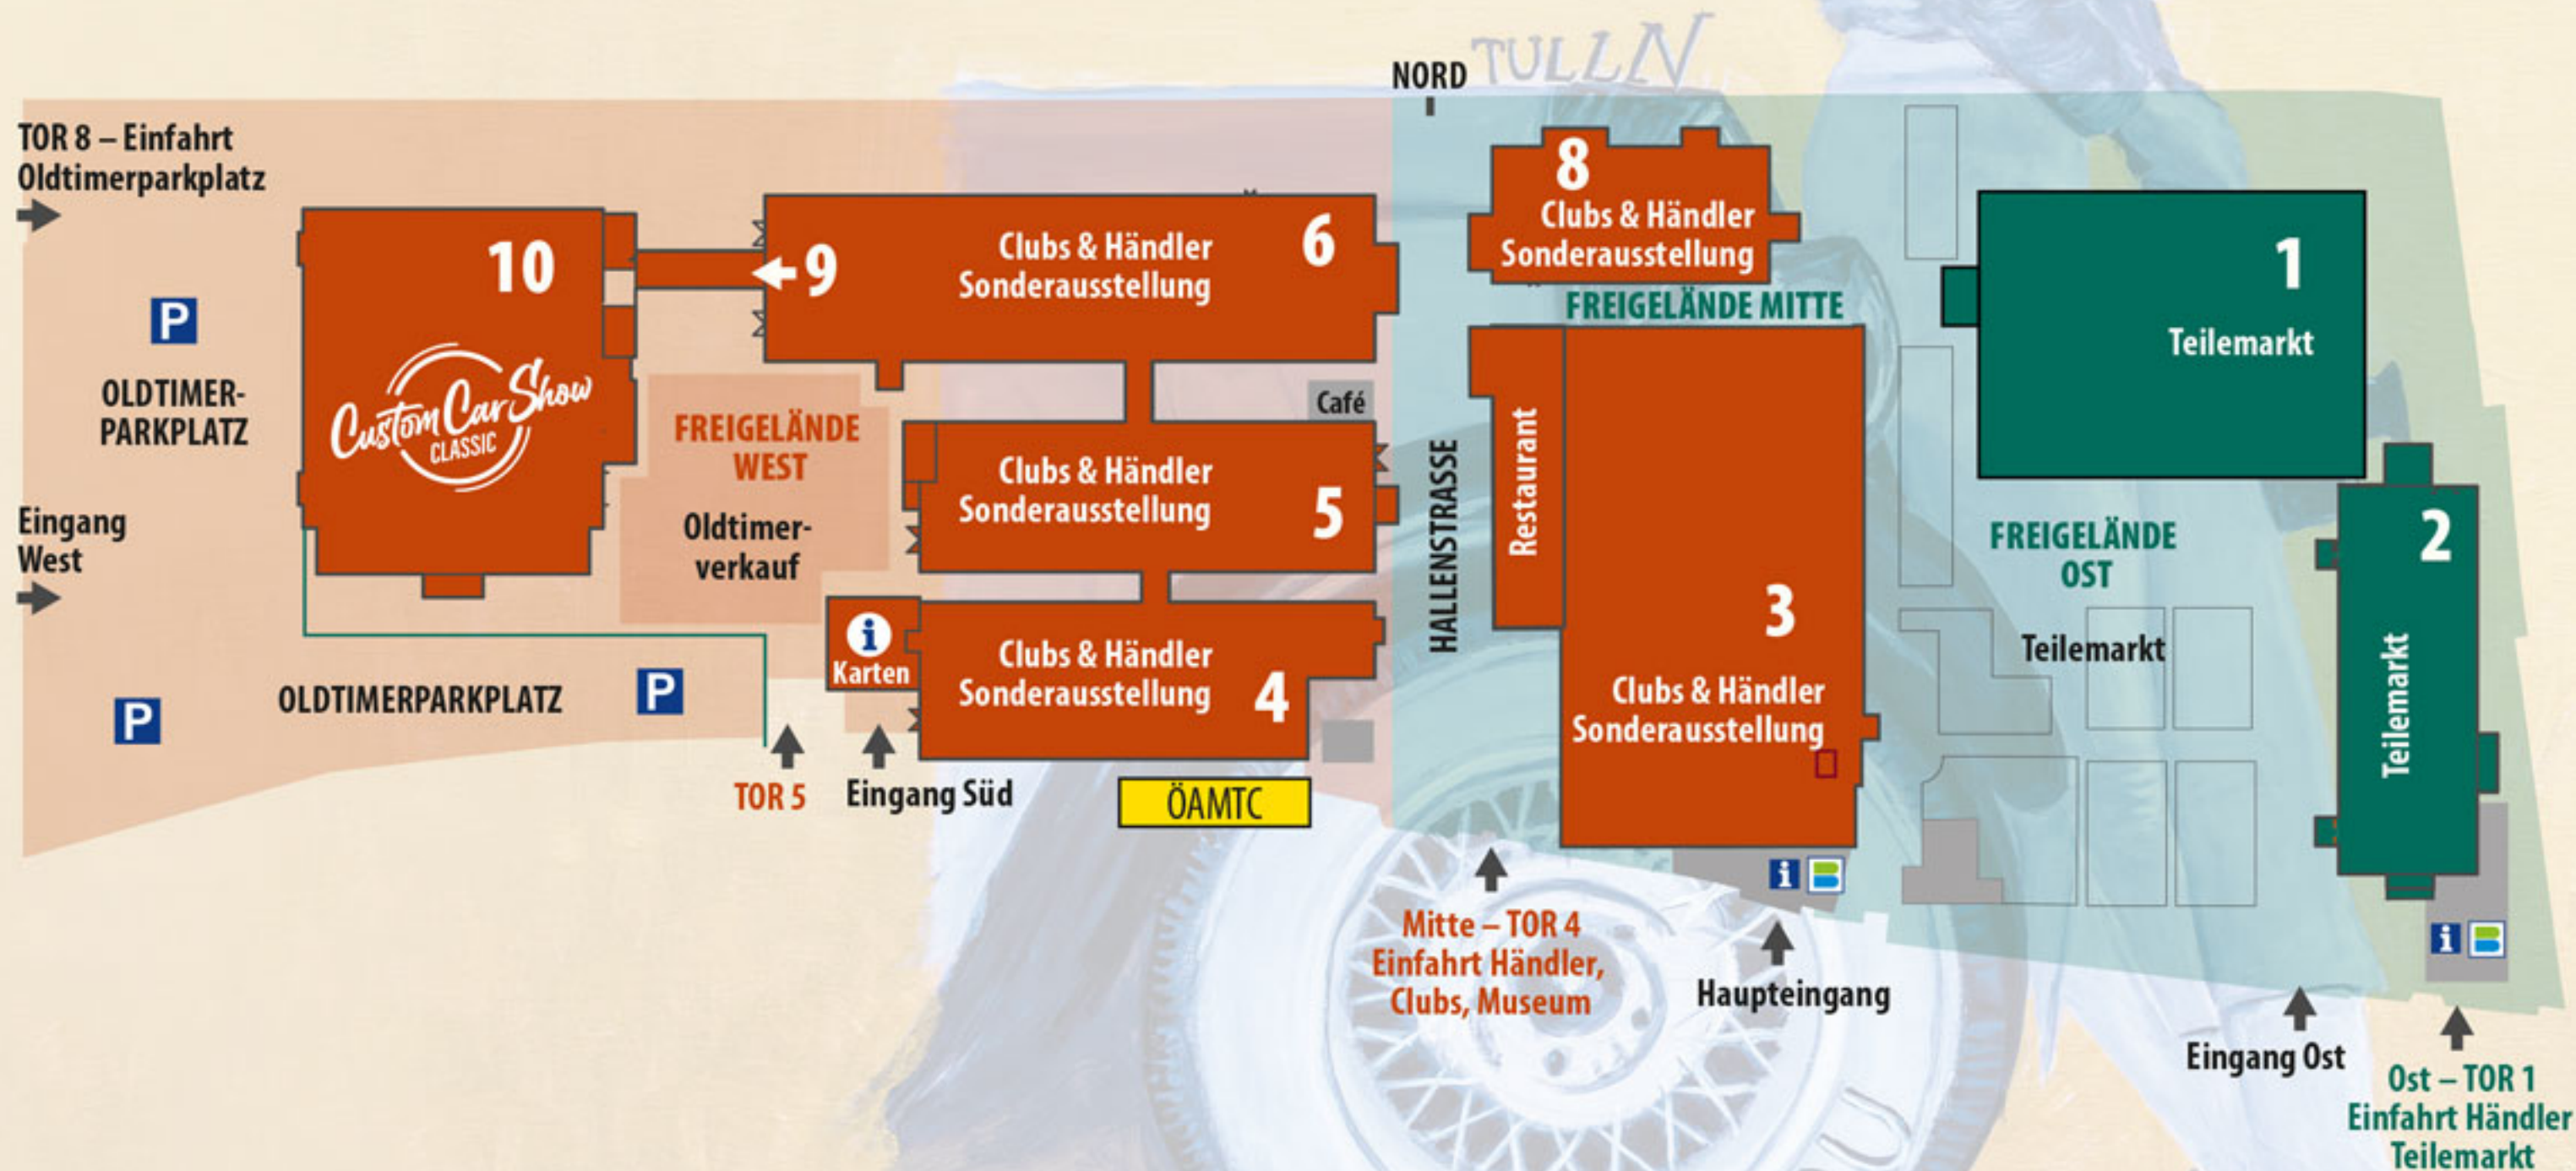 TULLN
NORD
TOR 8 – Einfahrt
Oldtimerparkplatz
P
OLDTIMER-
PARKPLATZ
Eingang
West
P
OLDTIMERPARKPLATZ
P
10
Custom Car Show
CLASSIC
9
6
Clubs & Händler
Sonderausstellung
FREIGELÄNDE
WEST
Oldtimer-
verkauf
Café
Clubs & Händler
Sonderausstellung
5
i
Karten
Clubs & Händler
Sonderausstellung
4
TOR 5
Eingang Süd
ÖAMTC
HALLENSTRASSE
8
Clubs & Händler
Sonderausstellung
FREIGELÄNDE MITTE
Restaurant
3
Clubs & Händler
Sonderausstellung
i
Mitte – TOR 4
Einfahrt Händler,
Clubs, Museum
Haupteingang
1
Teilemarkt
FREIGELÄNDE
OST
Teilemarkt
2
Teilemarkt
i
Eingang Ost
Ost – TOR 1
Einfahrt Händler
Teilemarkt